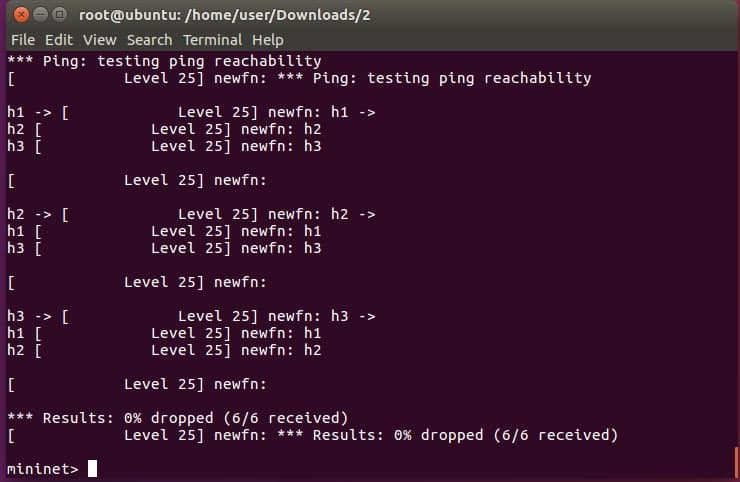 root@ubuntu: /home/user/Downloads/2
File Edit View Search Terminal Help
*** Ping: testing ping reachability
[            Level 25] newfn: *** Ping: testing ping reachability
h1 -> [            Level 25] newfn: h1 ->
h2 [            Level 25] newfn: h2
h3 [            Level 25] newfn: h3
[            Level 25] newfn:
h2 -> [            Level 25] newfn: h2 ->
h1 [            Level 25] newfn: h1
h3 [            Level 25] newfn: h3
[            Level 25] newfn:
h3 -> [            Level 25] newfn: h3 ->
h1 [            Level 25] newfn: h1
h2 [            Level 25] newfn: h2
[            Level 25] newfn:
*** Results: 0% dropped (6/6 received)
[            Level 25] newfn: *** Results: 0% dropped (6/6 received)
mininet>